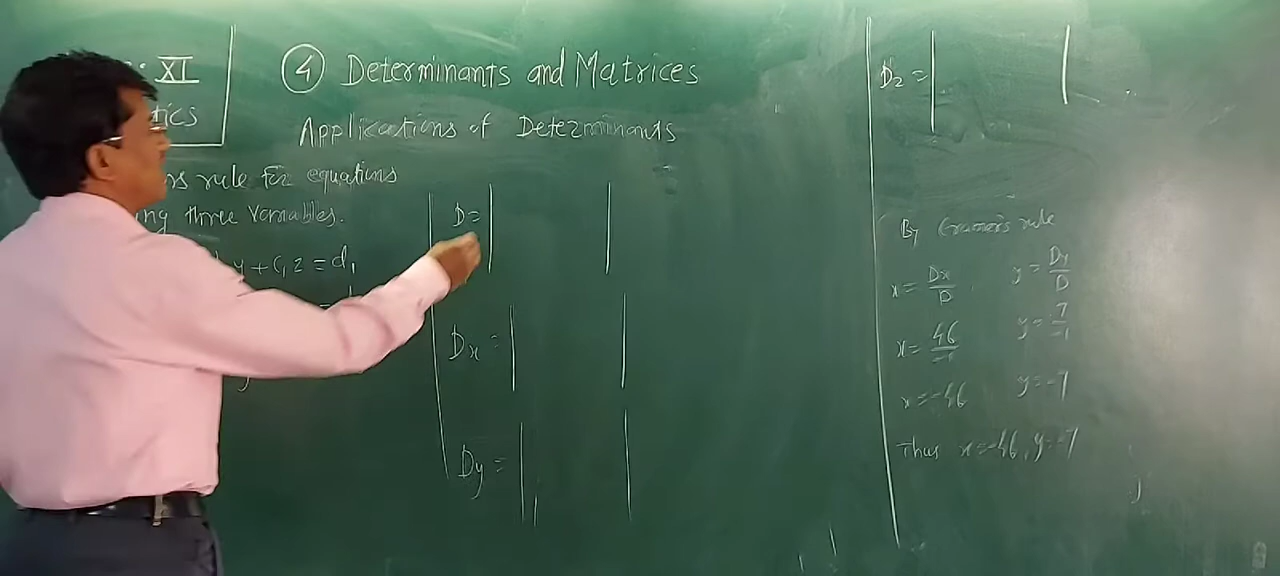 XI
tics
④ Determinants and Matrices
Applications of Determinants
rule for equations
three variables.
y + c₁ z = d₁
D =
Dx =
Dy =
Dz =
By Cramer's rule
x = Dx/D y = Dy/D
x = 46/-1 y = 7/-1
x = -46 y = -7
Thus x = -46, y = -7